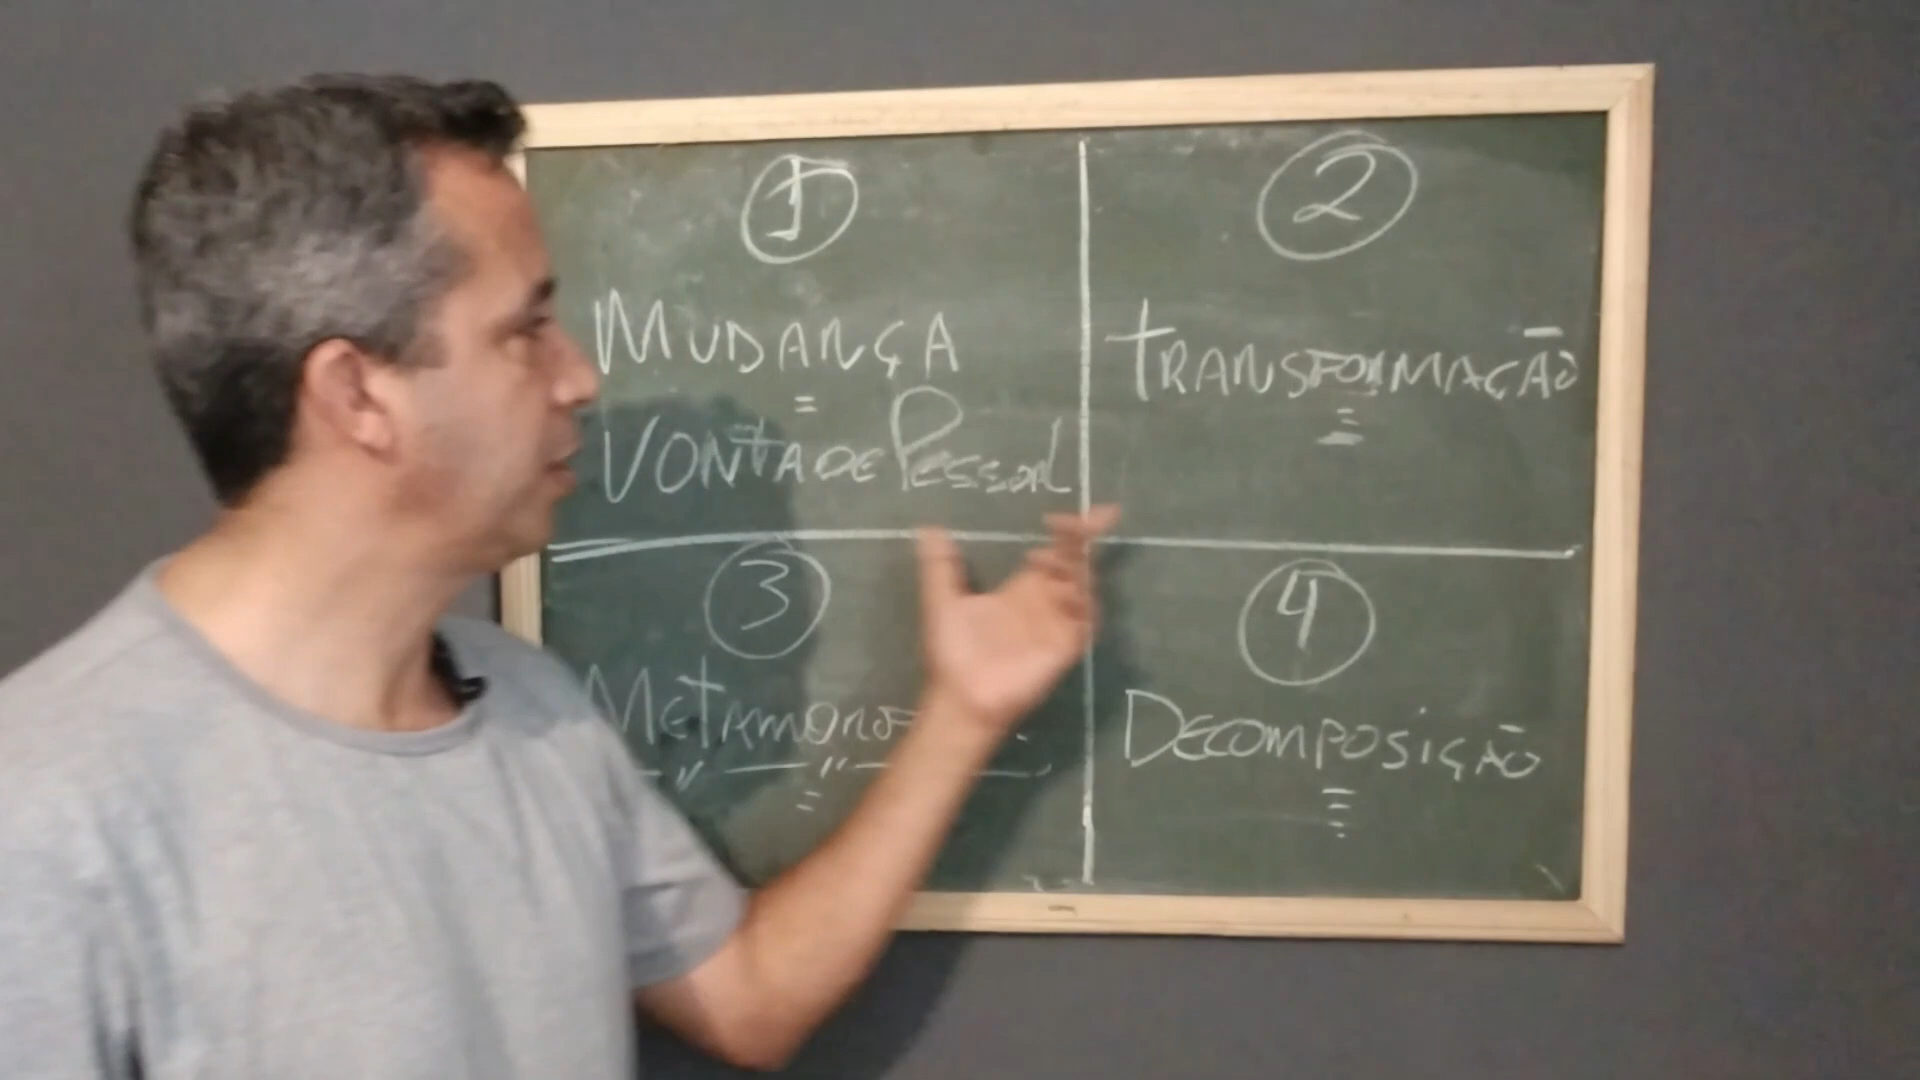 1
MUDANÇA
=
VONTADE PESSOAL
2
TRANSFORMAÇÃO
=
3
=
4
DECOMPOSIÇÃO
=